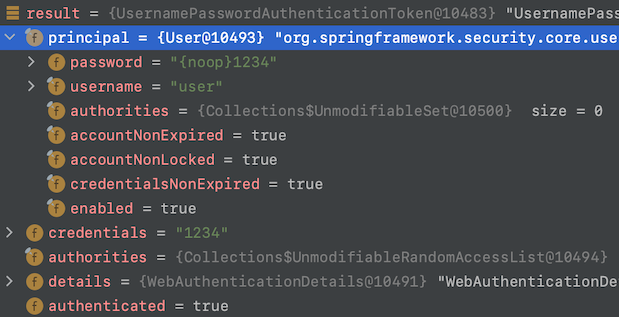 result = {UsernamePasswordAuthenticationToken@10483} "UsernamePass
f principal = {User@10493} "org.springframework.security.core.use
f password = "{noop}1234"
f username = "user"
f authorities = {Collections$UnmodifiableSet@10500} size = 0
f accountNonExpired = true
f accountNonLocked = true
f credentialsNonExpired = true
f enabled = true
f credentials = "1234"
f authorities = {Collections$UnmodifiableRandomAccessList@10494}
f details = {WebAuthenticationDetails@10491} "WebAuthenticationDe
f authenticated = true